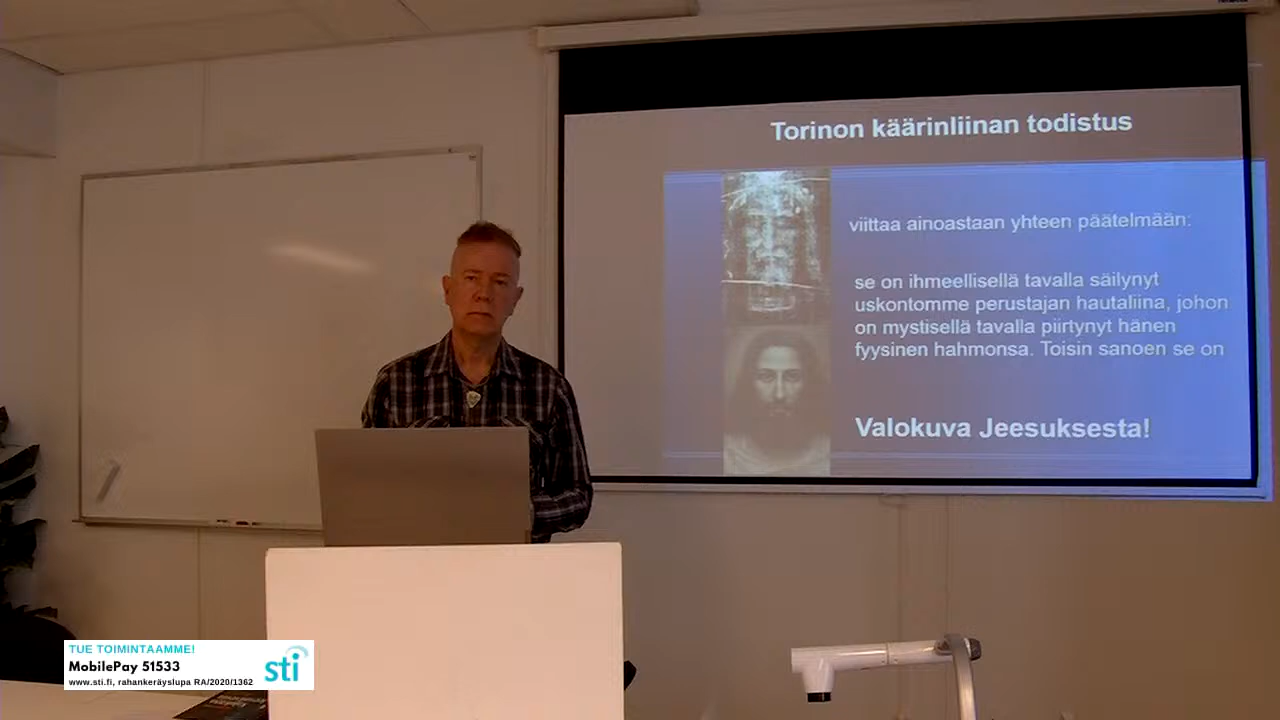 Torinon käärinliinan todistus
viittaa ainoastaan yhteen päätelmään:
se on ihmeellisellä tavalla säilynyt
uskontomme perustajan hautaliina, johon
on mystisellä tavalla piirtynyt hänen
fyysinen hahmonsa. Toisin sanoen se on
Valokuva Jeesuksesta!
TUE TOIMINTAAMME!
MobilePay 51533
www.sti.fi, rahankeräyslupa RA/2020/1362
sti